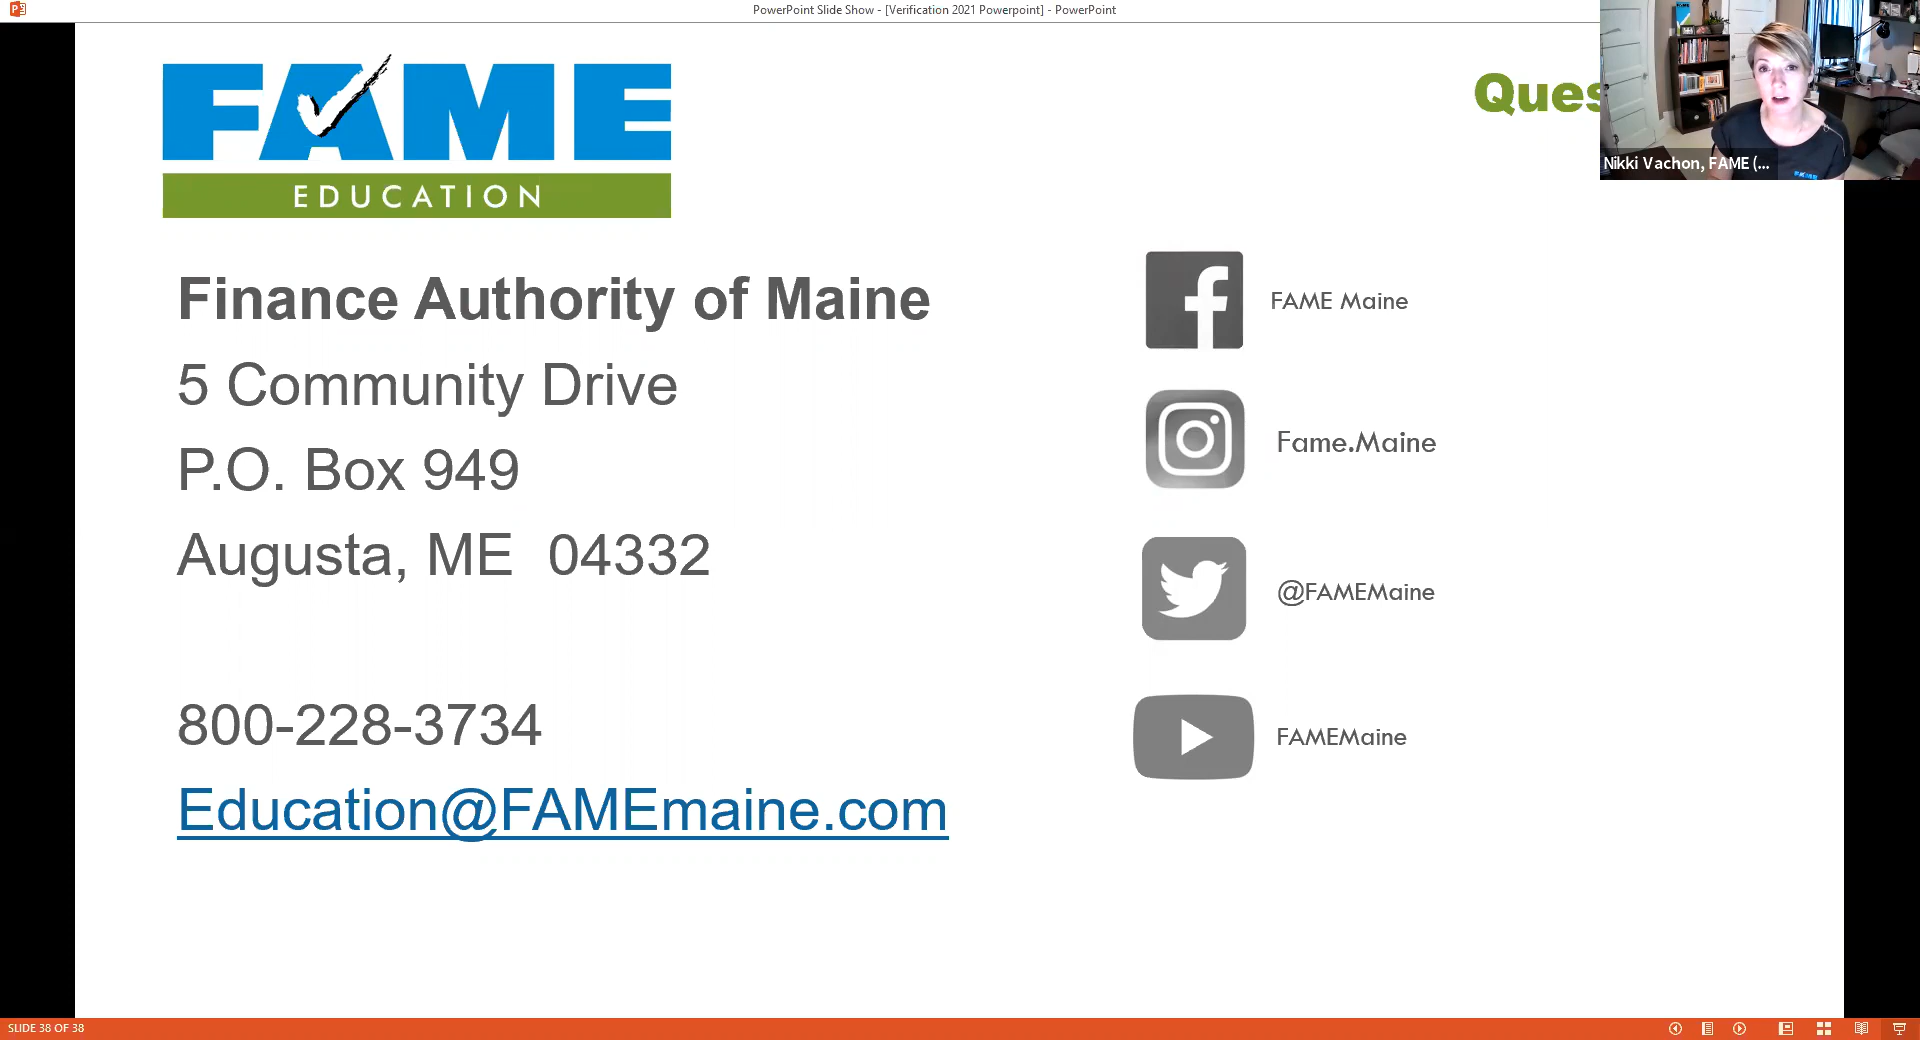 PowerPoint Slide Show - [Verification 2021 Powerpoint] - PowerPoint
FAME
EDUCATION
Ques
Nikki Vachon, FAME (...
FAME
Finance Authority of Maine
5 Community Drive
P.O. Box 949
Augusta, ME 04332
800-228-3734
Education@FAMEmaine.com
FAME Maine
Fame.Maine
@FAMEMaine
FAMEMaine
SLIDE 38 OF 38